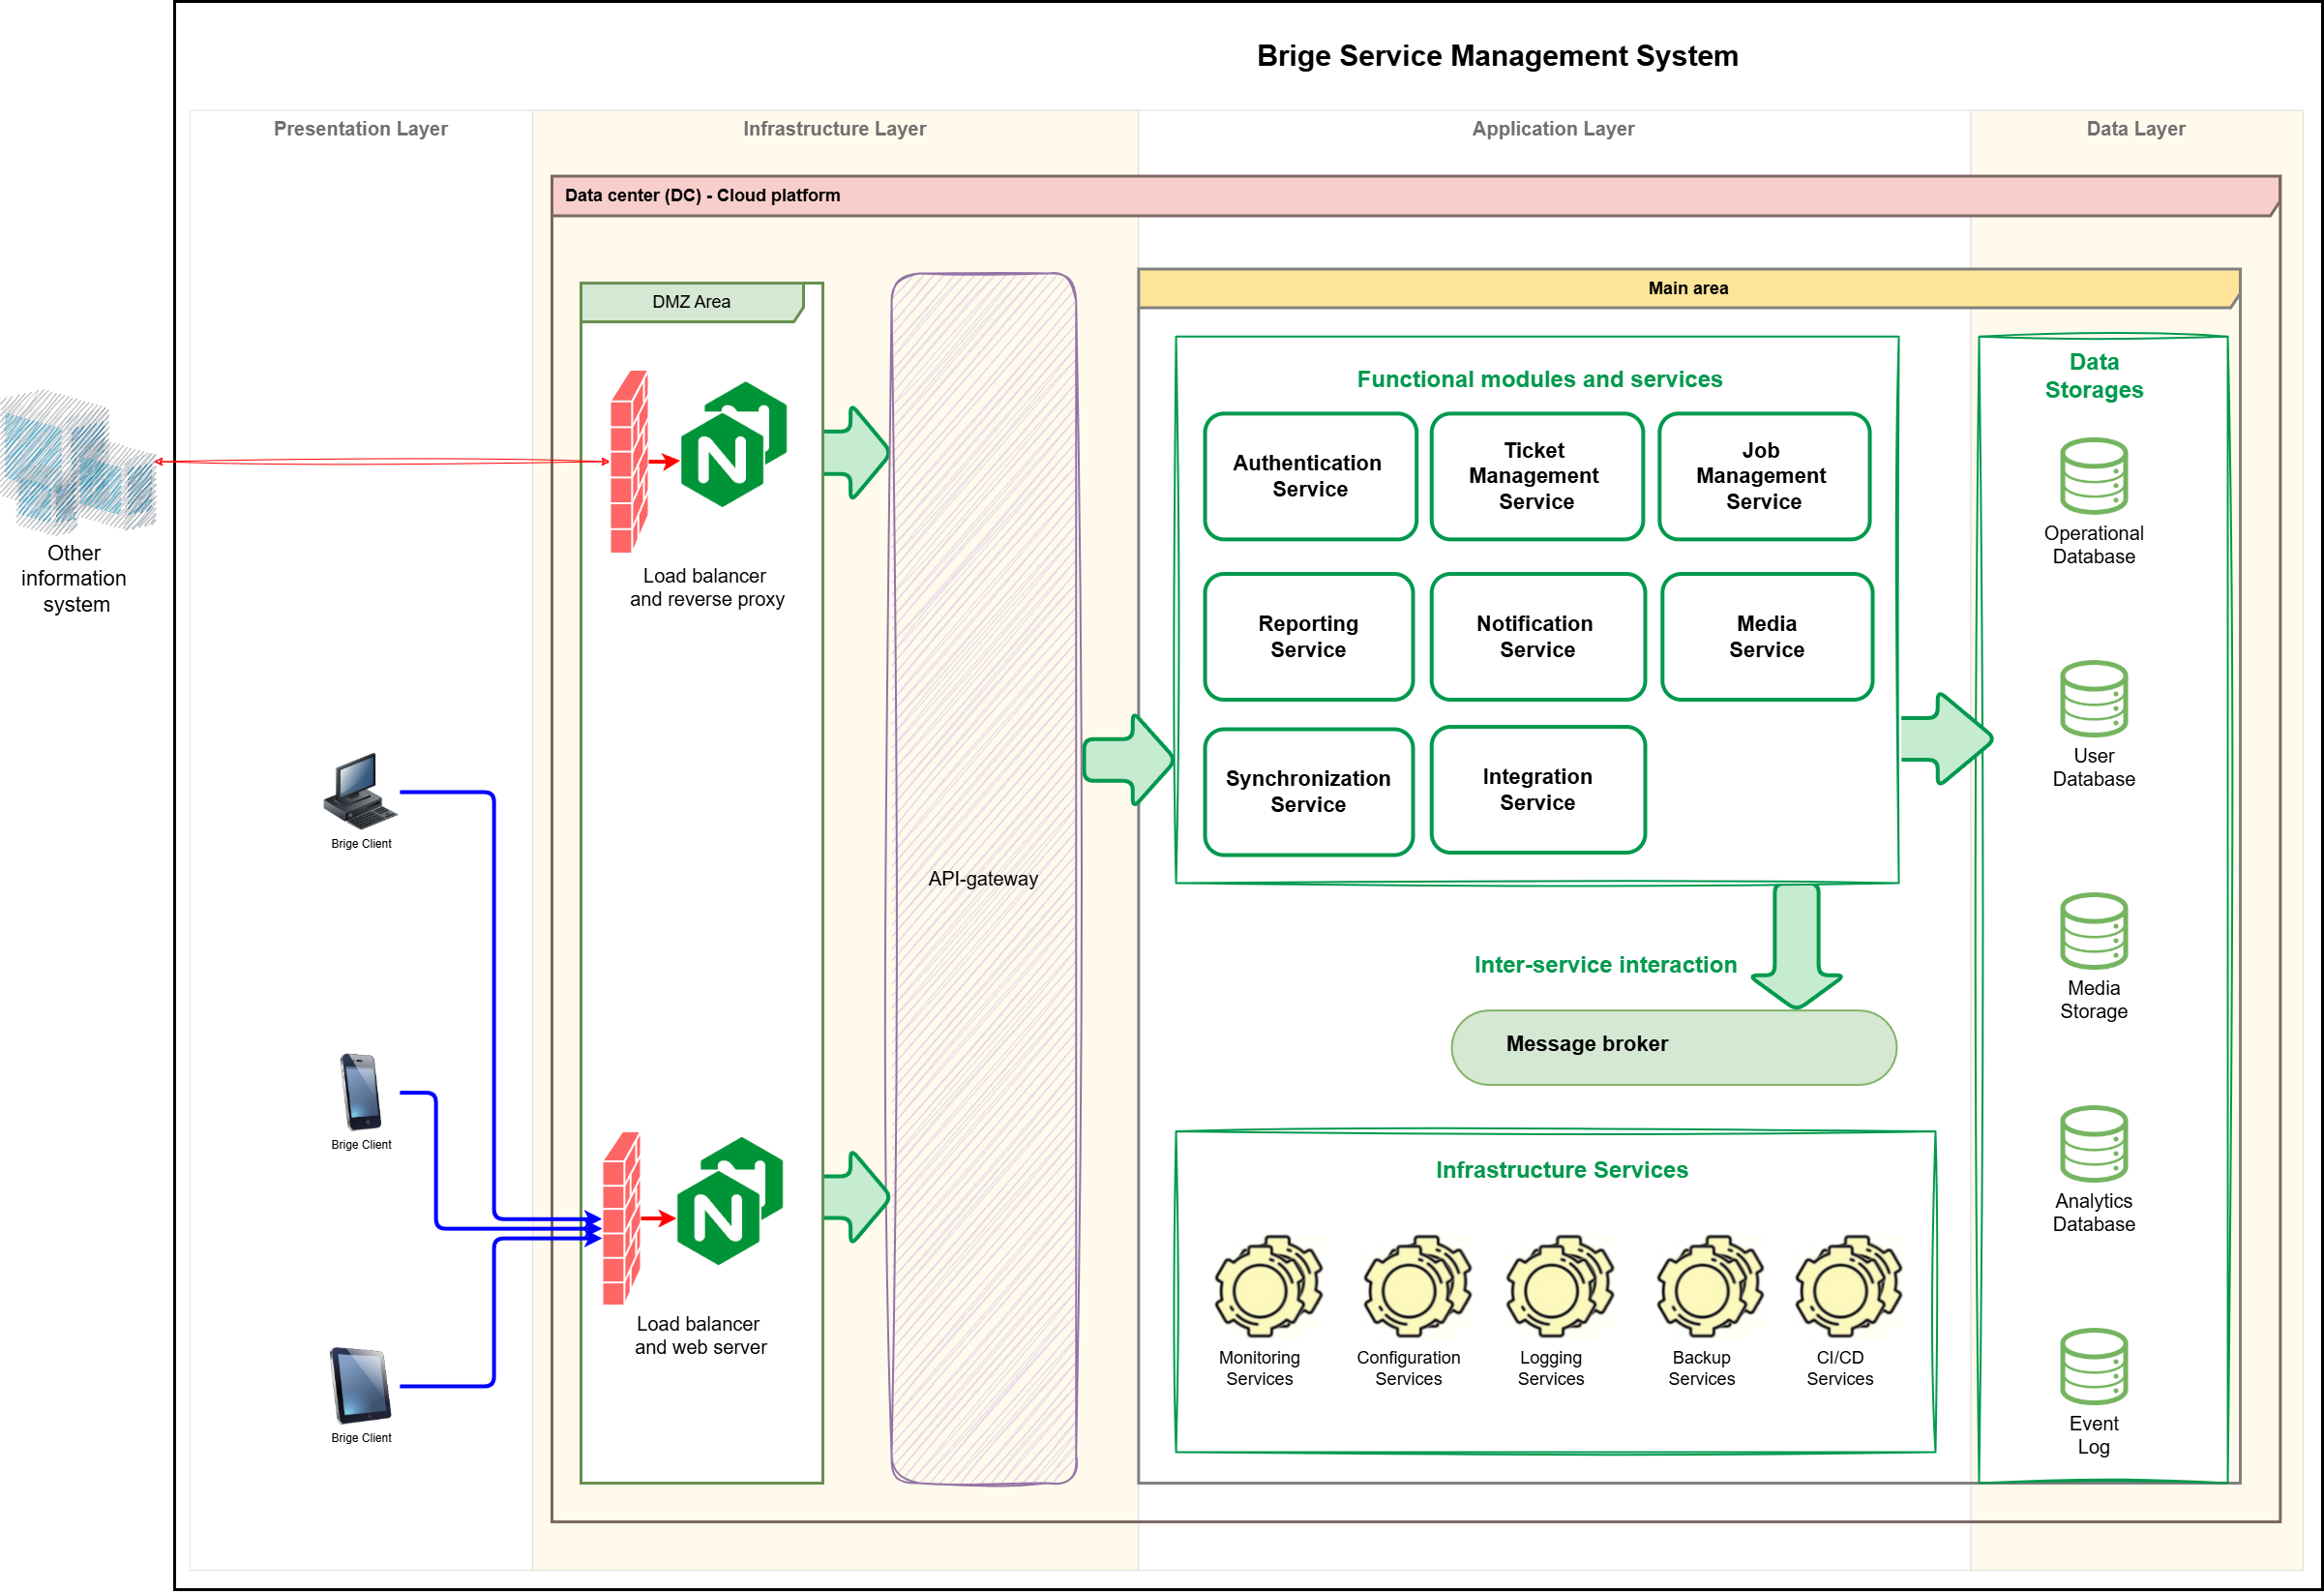 Brige Service Management System
Presentation Layer
Infrastructure Layer
Application Layer
Data Layer
Data center (DC) - Cloud platform
DMZ Area
Main area
Other
information
system
Load balancer
and reverse proxy
Brige Client
Brige Client
Brige Client
Load balancer
and web server
API-gateway
Functional modules and services
Authentication
Service
Ticket
Management
Service
Job
Management
Service
Reporting
Service
Notification
Service
Media
Service
Synchronization
Service
Integration
Service
Inter-service interaction
Message broker
Infrastructure Services
Monitoring
Services
Configuration
Services
Logging
Services
Backup
Services
CI/CD
Services
Data
Storages
Operational
Database
User
Database
Media
Storage
Analytics
Database
Event
Log